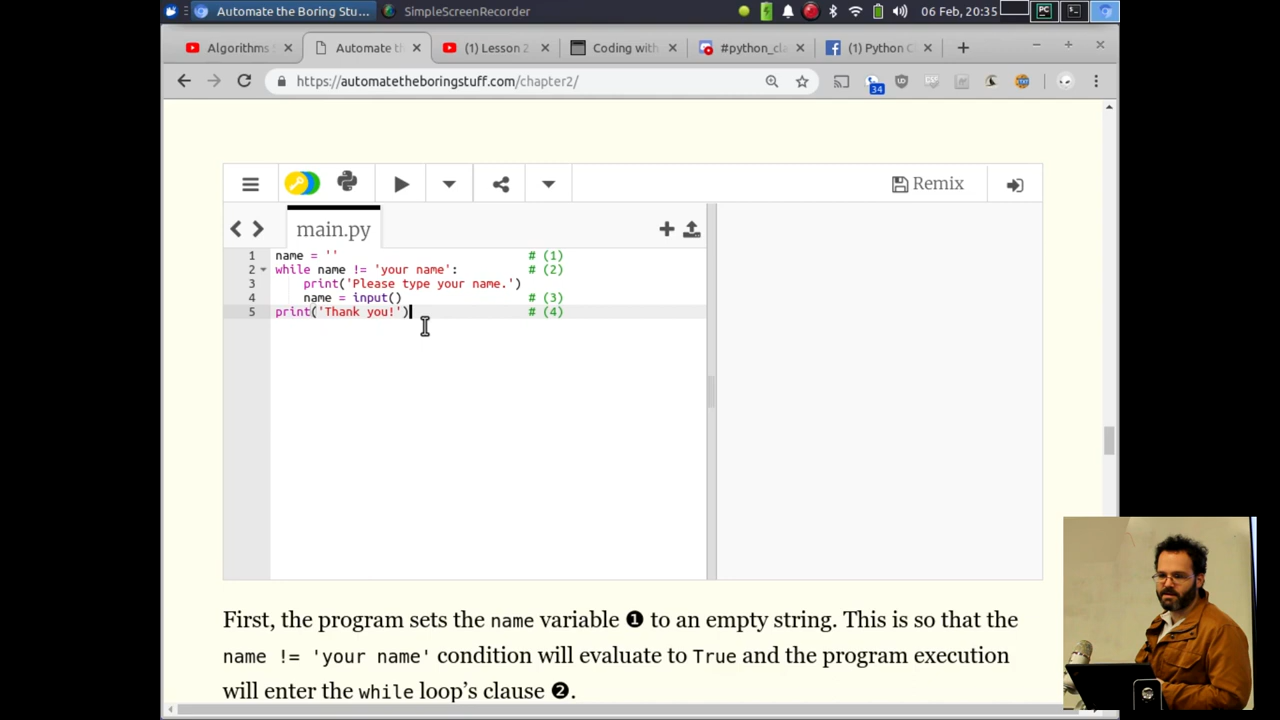 Automate the Boring Stu... SimpleScreenRecorder 06 Feb, 20:35
Algorithms Automate th (1) Lesson 2 Coding with #python_cla (1) Python C
https://automatetheboringstuff.com/chapter2/ 34
Remix
main.py
1 name = '' # (1)
2 while name != 'your name': # (2)
3 print('Please type your name.')
4 name = input() # (3)
5 print('Thank you!') # (4)
First, the program sets the name variable ❶ to an empty string. This is so that the
name != 'your name' condition will evaluate to True and the program execution
will enter the while loop’s clause ❷.